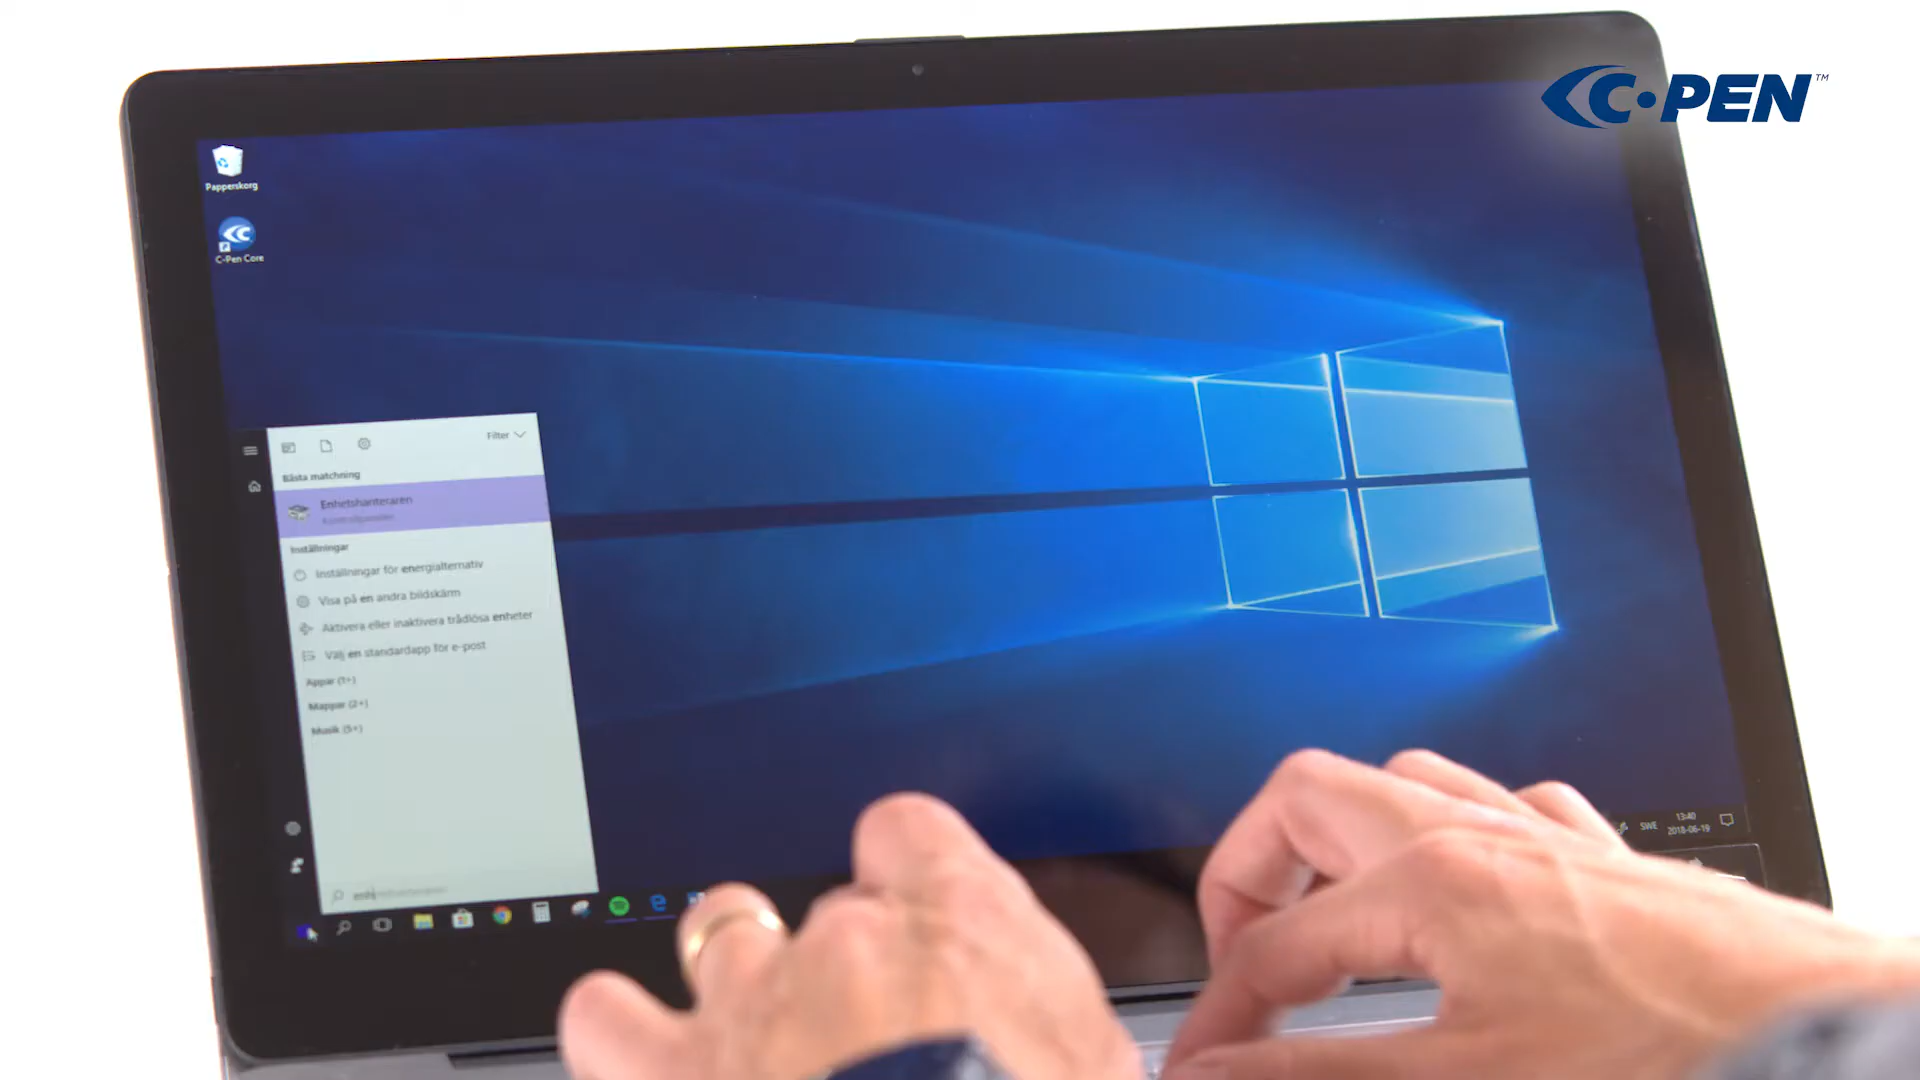 C·PEN™
Papperskorg
C-Pen Core
Filter
Bästa matchning
Enhetshanteraren
Kontrollpanelen
Inställningar
Inställningar för energialternativ
Visa på en andra bildskärm
Aktivera eller inaktivera trådlösa enheter
Välj en standardapp för e-post
Appar (1+)
Mappar (2+)
Musik (5+)
enh
SWE
13:40
2018-06-19